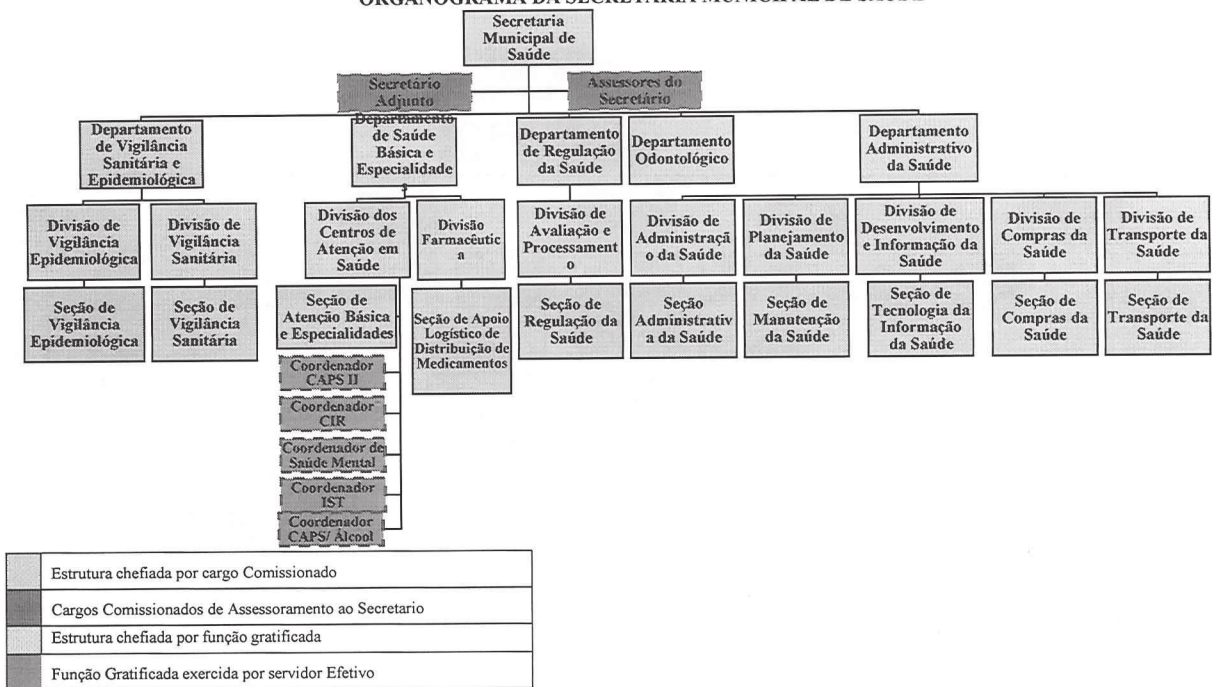 Secretaria
Municipal de
Saúde
Secretário
Adjunto
Assessores do
Secretário
Departamento
de Vigilância
Sanitária e
Epidemiológica
Departamento
de Saúde
Básica e
Especialidade
s
Departamento
de Regulação
da Saúde
Departamento
Odontológico
Departamento
Administrativo
da Saúde
Divisão de
Vigilância
Epidemiológica
Divisão de
Vigilância
Sanitária
Divisão dos
Centros de
Atenção em
Saúde
Divisão
Farmacêutic
a
Divisão de
Avaliação e
Processament
o
Divisão de
Administraçã
o da Saúde
Divisão de
Planejamento
da Saúde
Divisão de
Desenvolvimento
e Informação da
Saúde
Divisão de
Compras da
Saúde
Divisão de
Transporte da
Saúde
Seção de
Vigilância
Epidemiológica
Seção de
Vigilância
Sanitária
Seção de
Atenção Básica
e Especialidades
Seção de Apoio
Logístico de
Distribuição de
Medicamentos
Seção de
Regulação da
Saúde
Seção
Administrativ
a da Saúde
Seção de
Manutenção
da Saúde
Seção de
Tecnologia da
Informação
da Saúde
Seção de
Compras da
Saúde
Seção de
Transporte da
Saúde
Coordenador
CAPS II
Coordenador
CIR
Coordenador de
Saúde Mental
Coordenador
IST
Coordenador
CAPS/ Álcool
Estrutura chefiada por cargo Comissionado
Cargos Comissionados de Assessoramento ao Secretario
Estrutura chefiada por função gratificada
Função Gratificada exercida por servidor Efetivo